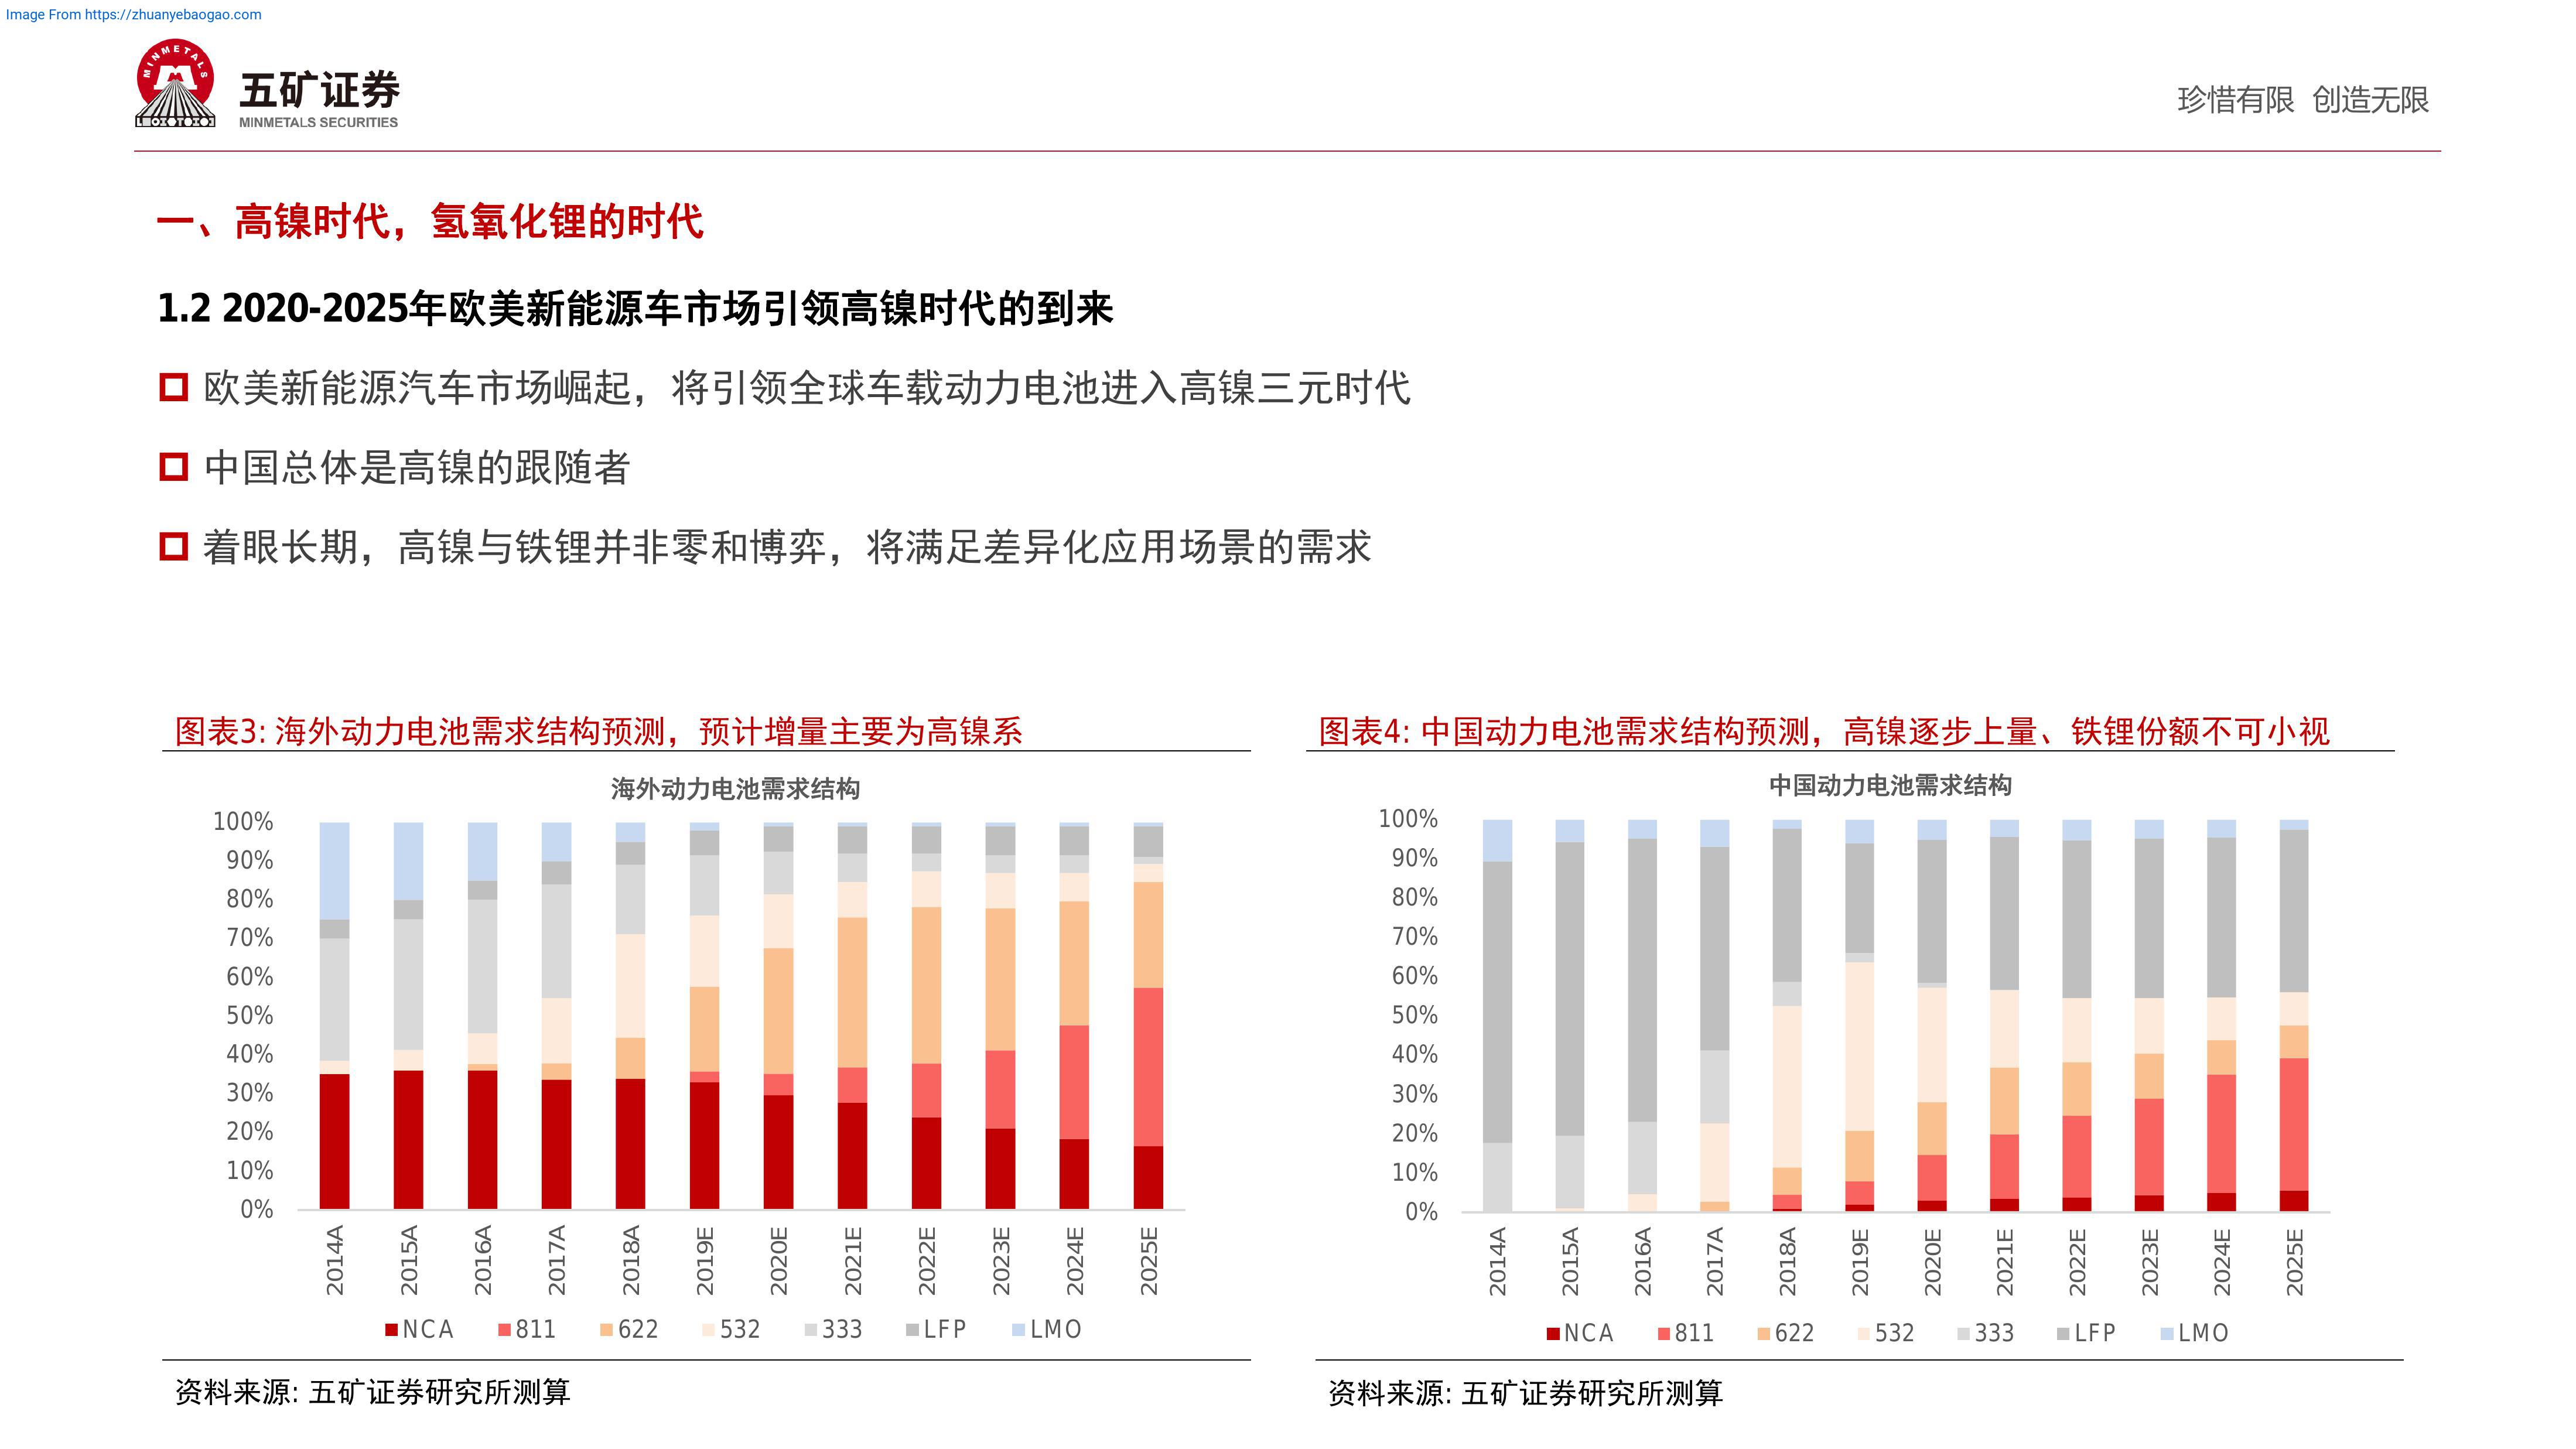 Image From https://zhuanyebaogao.com
MINMETALS
五矿证券
MINMETALS SECURITIES
珍惜有限 创造无限
一、高镍时代，氢氧化锂的时代
1.2 2020-2025年欧美新能源车市场引领高镍时代的到来
欧美新能源汽车市场崛起，将引领全球车载动力电池进入高镍三元时代
中国总体是高镍的跟随者
着眼长期，高镍与铁锂并非零和博弈，将满足差异化应用场景的需求
图表3: 海外动力电池需求结构预测，预计增量主要为高镍系
海外动力电池需求结构
100%
90%
80%
70%
60%
50%
40%
30%
20%
10%
0%
2014A 2015A 2016A 2017A 2018A 2019E 2020E 2021E 2022E 2023E 2024E 2025E
NCA 811 622 532 333 LFP LMO
资料来源: 五矿证券研究所测算
图表4: 中国动力电池需求结构预测，高镍逐步上量、铁锂份额不可小视
中国动力电池需求结构
100%
90%
80%
70%
60%
50%
40%
30%
20%
10%
0%
2014A 2015A 2016A 2017A 2018A 2019E 2020E 2021E 2022E 2023E 2024E 2025E
NCA 811 622 532 333 LFP LMO
资料来源: 五矿证券研究所测算